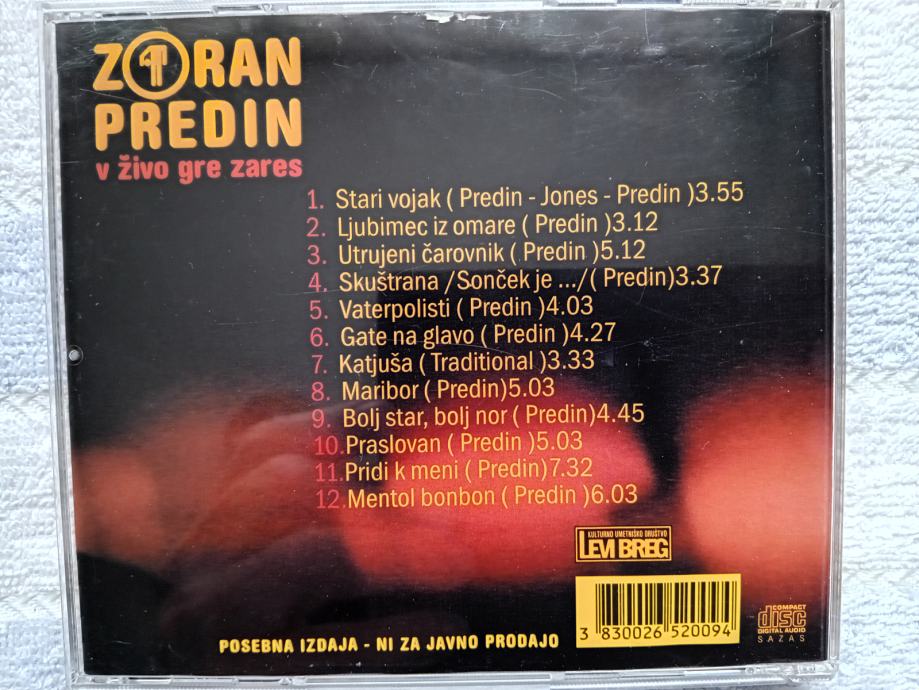 ZORAN
PREDIN
v živo gre zares
1. Stari vojak ( Predin - Jones - Predin )3.55
2. Ljubimec iz omare ( Predin )3.12
3. Utrujeni čarovnik ( Predin )5.12
4. Skuštrana /Sonček je .../( Predin)3.37
5. Vaterpolisti ( Predin )4.03
6. Gate na glavo ( Predin )4.27
7. Katjuša ( Traditional )3.33
8. Maribor ( Predin)5.03
9. Bolj star, bolj nor ( Predin)4.45
10.Praslovan ( Predin )5.03
11.Pridi k meni ( Predin)7.32
12.Mentol bonbon ( Predin )6.03
KULTURNO UMETNIŠKO DRUŠTVO
LEVI BREG
POSEBNA IZDAJA - NI ZA JAVNO PRODAJO
3 830026 520094
COMPACT
disc
DIGITAL AUDIO
SAZAS